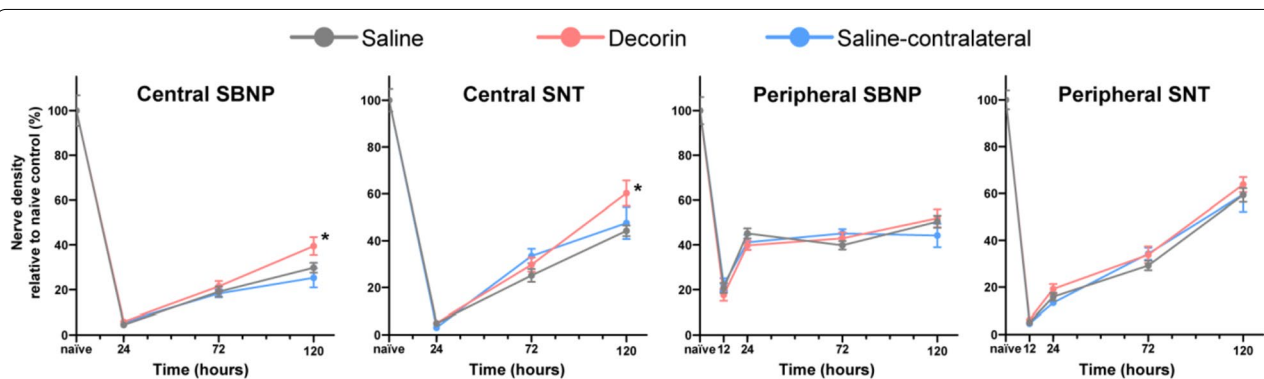 Saline Decorin Saline-contralateral
Central SBNP
Nerve density
relative to naive control (%)
100
80
60
40
20
0
*
naïve 24 72 120
Time (hours)
Central SNT
100
80
60
40
20
0
*
naïve 24 72 120
Time (hours)
Peripheral SBNP
100
80
60
40
20
0
naïve 12 24 72 120
Time (hours)
Peripheral SNT
100
80
60
40
20
0
naïve 12 24 72 120
Time (hours)